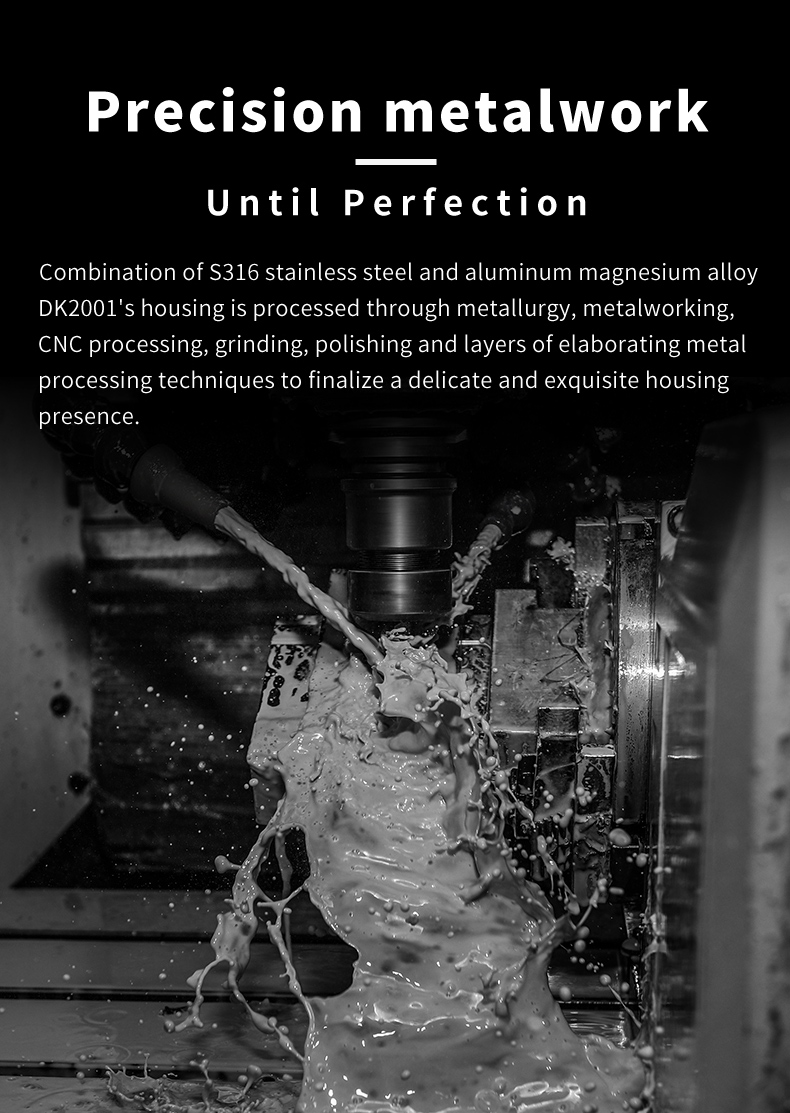 Precision metalwork
Until Perfection
Combination of S316 stainless steel and aluminum magnesium alloy
DK2001's housing is processed through metallurgy, metalworking,
CNC processing, grinding, polishing and layers of elaborating metal
processing techniques to finalize a delicate and exquisite housing
presence.